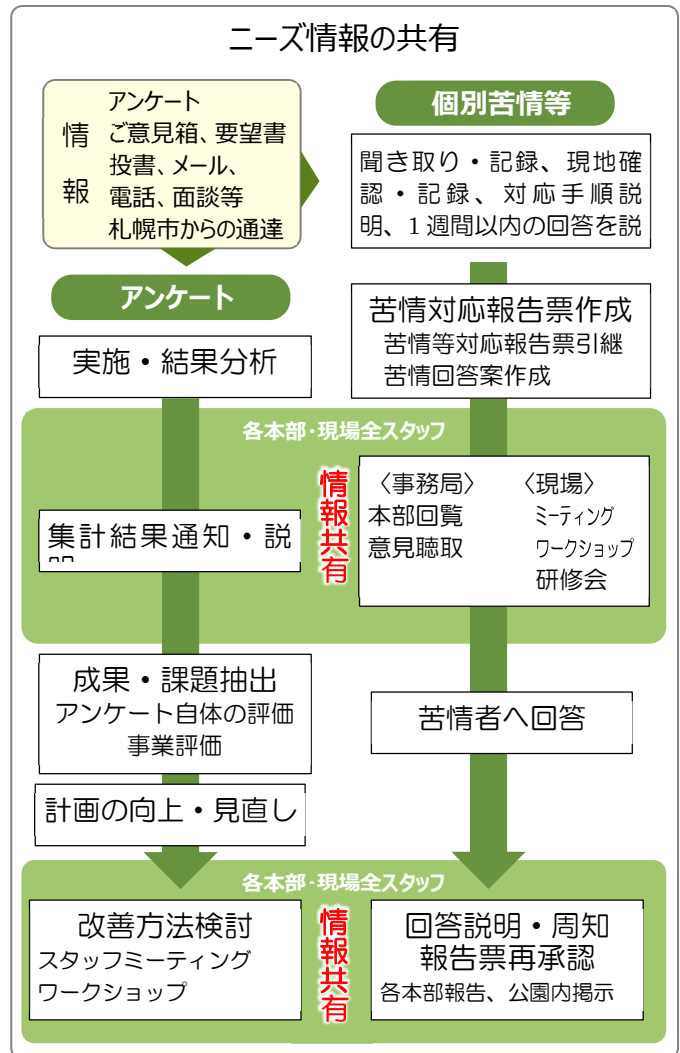 ニーズ情報の共有
情報
アンケート
ご意見箱、要望書
投書、メール、
電話、面談等
札幌市からの通達
個別苦情等
聞き取り・記録、現地確
認・記録、対応手順説
明、1週間以内の回答を説
アンケート
実施・結果分析
苦情対応報告票作成
苦情等対応報告票引継
苦情回答案作成
各本部・現場全スタッフ
集計結果通知・説
情報共有
〈事務局〉
本部回覧
意見聴取
〈現場〉
ミーティング
ワークショップ
研修会
成果・課題抽出
アンケート自体の評価
事業評価
計画の向上・見直し
苦情者へ回答
各本部・現場全スタッフ
改善方法検討
スタッフミーティング
ワークショップ
情報共有
回答説明・周知
報告票再承認
各本部報告、公園内掲示